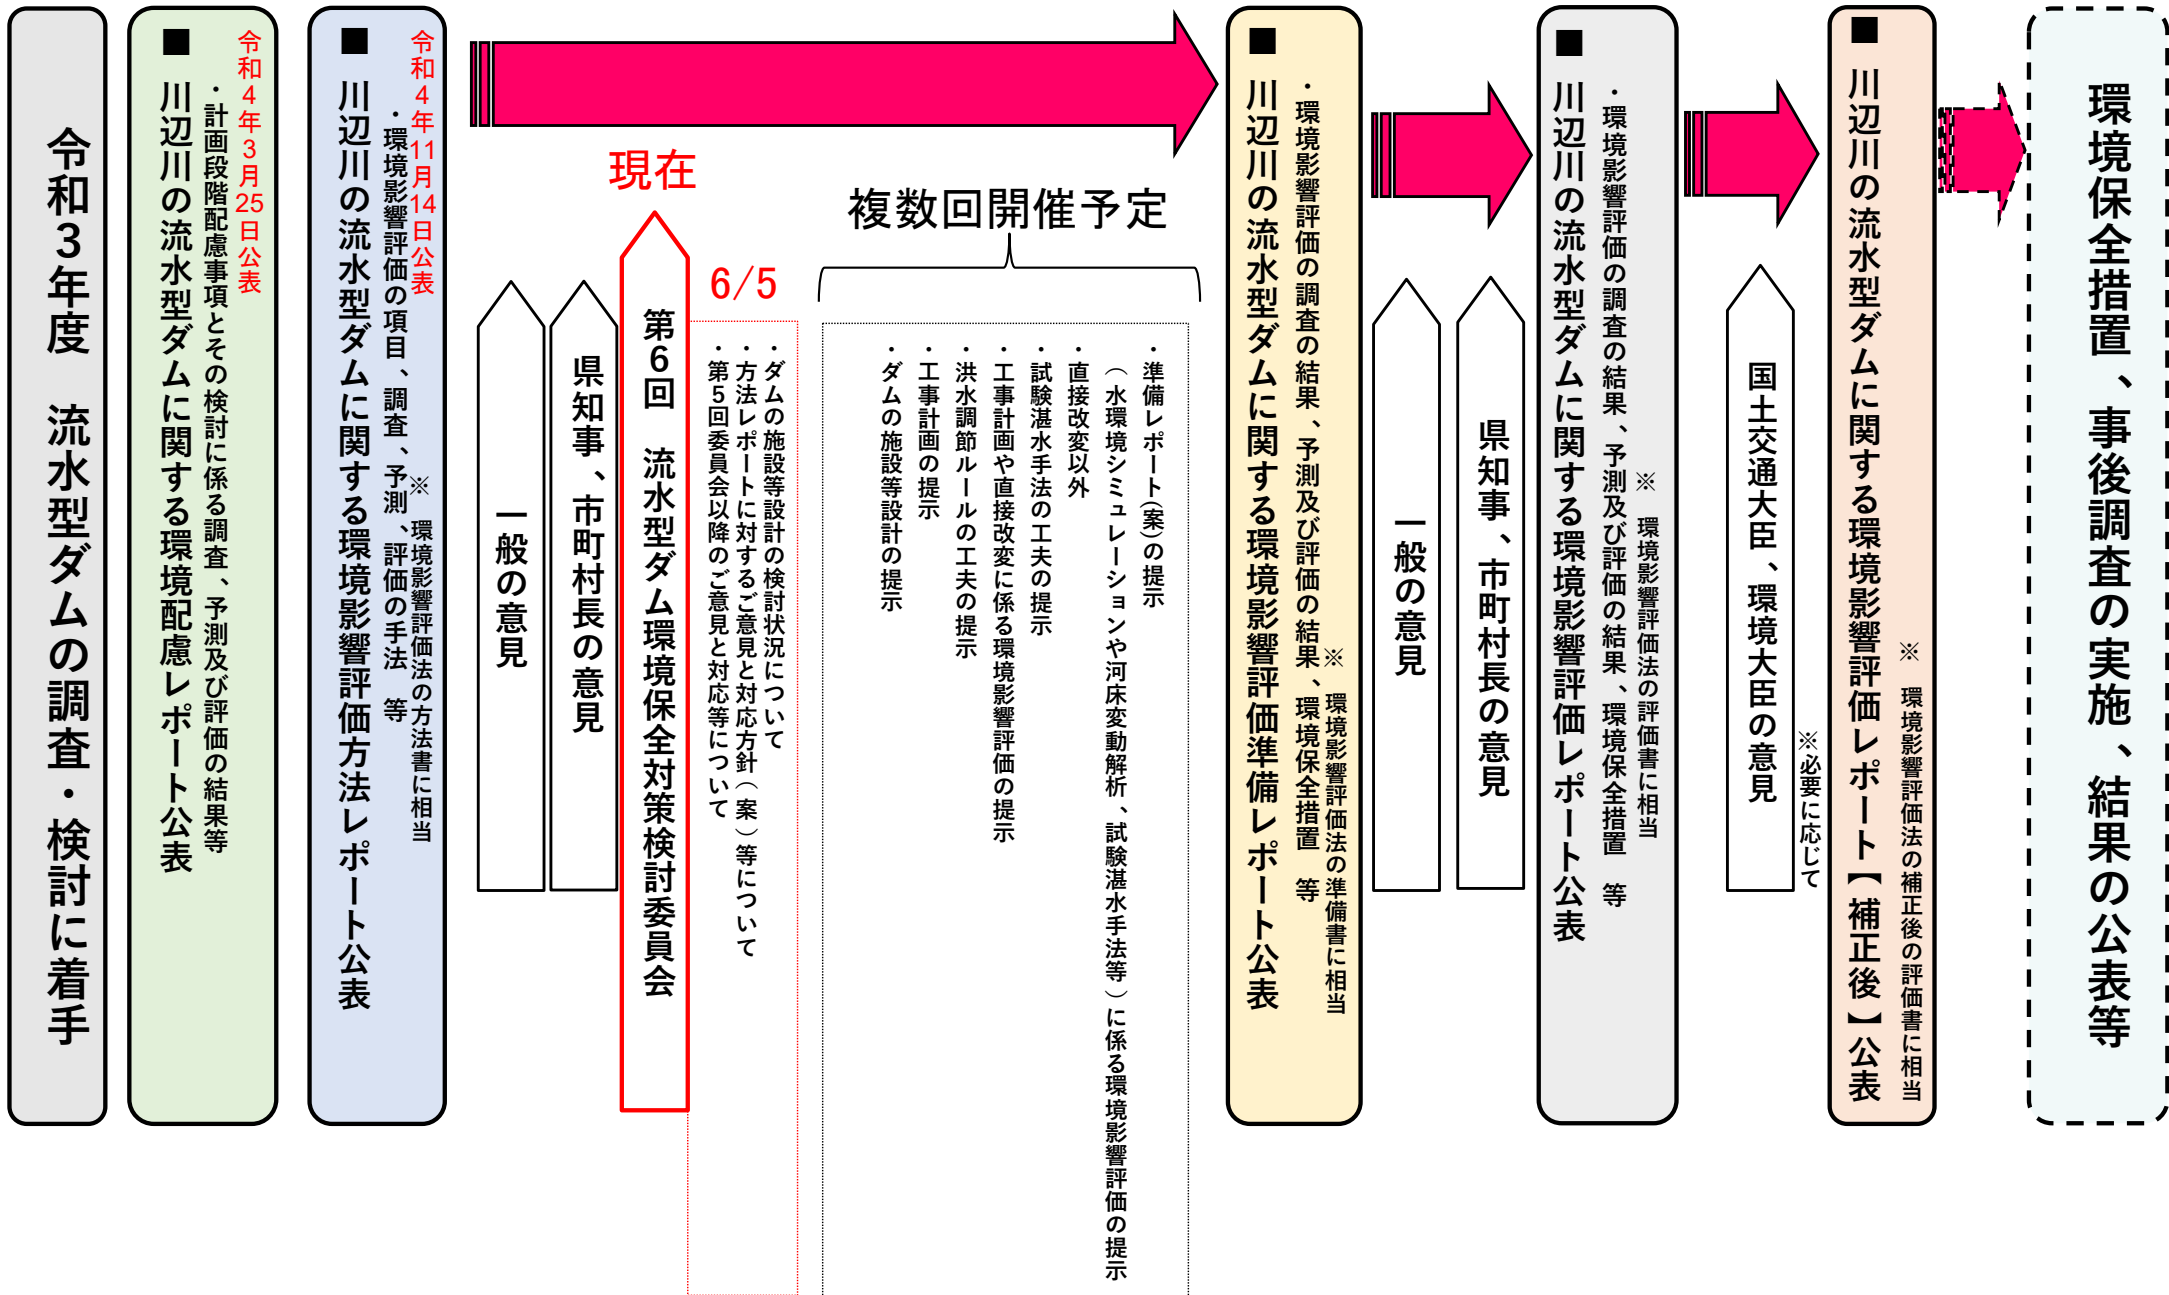 令和３年度　流水型ダムの調査・検討に着手
令和４年３月25日公表
■　川辺川の流水型ダムに関する環境配慮レポート公表
・計画段階配慮事項とその検討に係る調査、予測及び評価の結果等
令和４年11月14日公表
■　川辺川の流水型ダムに関する環境影響評価方法レポート公表
・環境影響評価の項目、調査、予測、評価の手法　等
※　環境影響評価法の方法書に相当
一般の意見
県知事、市町村長の意見
現在
第６回　流水型ダム環境保全対策検討委員会
6/5
・ダムの施設等設計の検討状況について
・方法レポートに対するご意見と対応方針（案）等について
・第５回委員会以降のご意見と対応等について
複数回開催予定
・ダムの施設等設計の提示
・工事計画の提示
・洪水調節ルールの工夫の提示
・工事計画や直接改変に係る環境影響評価の提示
・試験湛水手法の工夫の提示
・直接改変以外
（水環境シミュレーションや河床変動解析、試験湛水手法等）に係る環境影響評価の提示
・準備レポート(案)の提示
■　川辺川の流水型ダムに関する環境影響評価準備レポート公表
・環境影響評価の調査の結果、予測及び評価の結果、環境保全措置　等
※　環境影響評価法の準備書に相当
一般の意見
県知事、市町村長の意見
■　川辺川の流水型ダムに関する環境影響評価レポート公表
・環境影響評価の調査の結果、予測及び評価の結果、環境保全措置　等
※　環境影響評価法の評価書に相当
国土交通大臣、環境大臣の意見
※必要に応じて
■　川辺川の流水型ダムに関する環境影響評価レポート【補正後】公表
※　環境影響評価法の補正後の評価書に相当
環境保全措置、事後調査の実施、結果の公表等